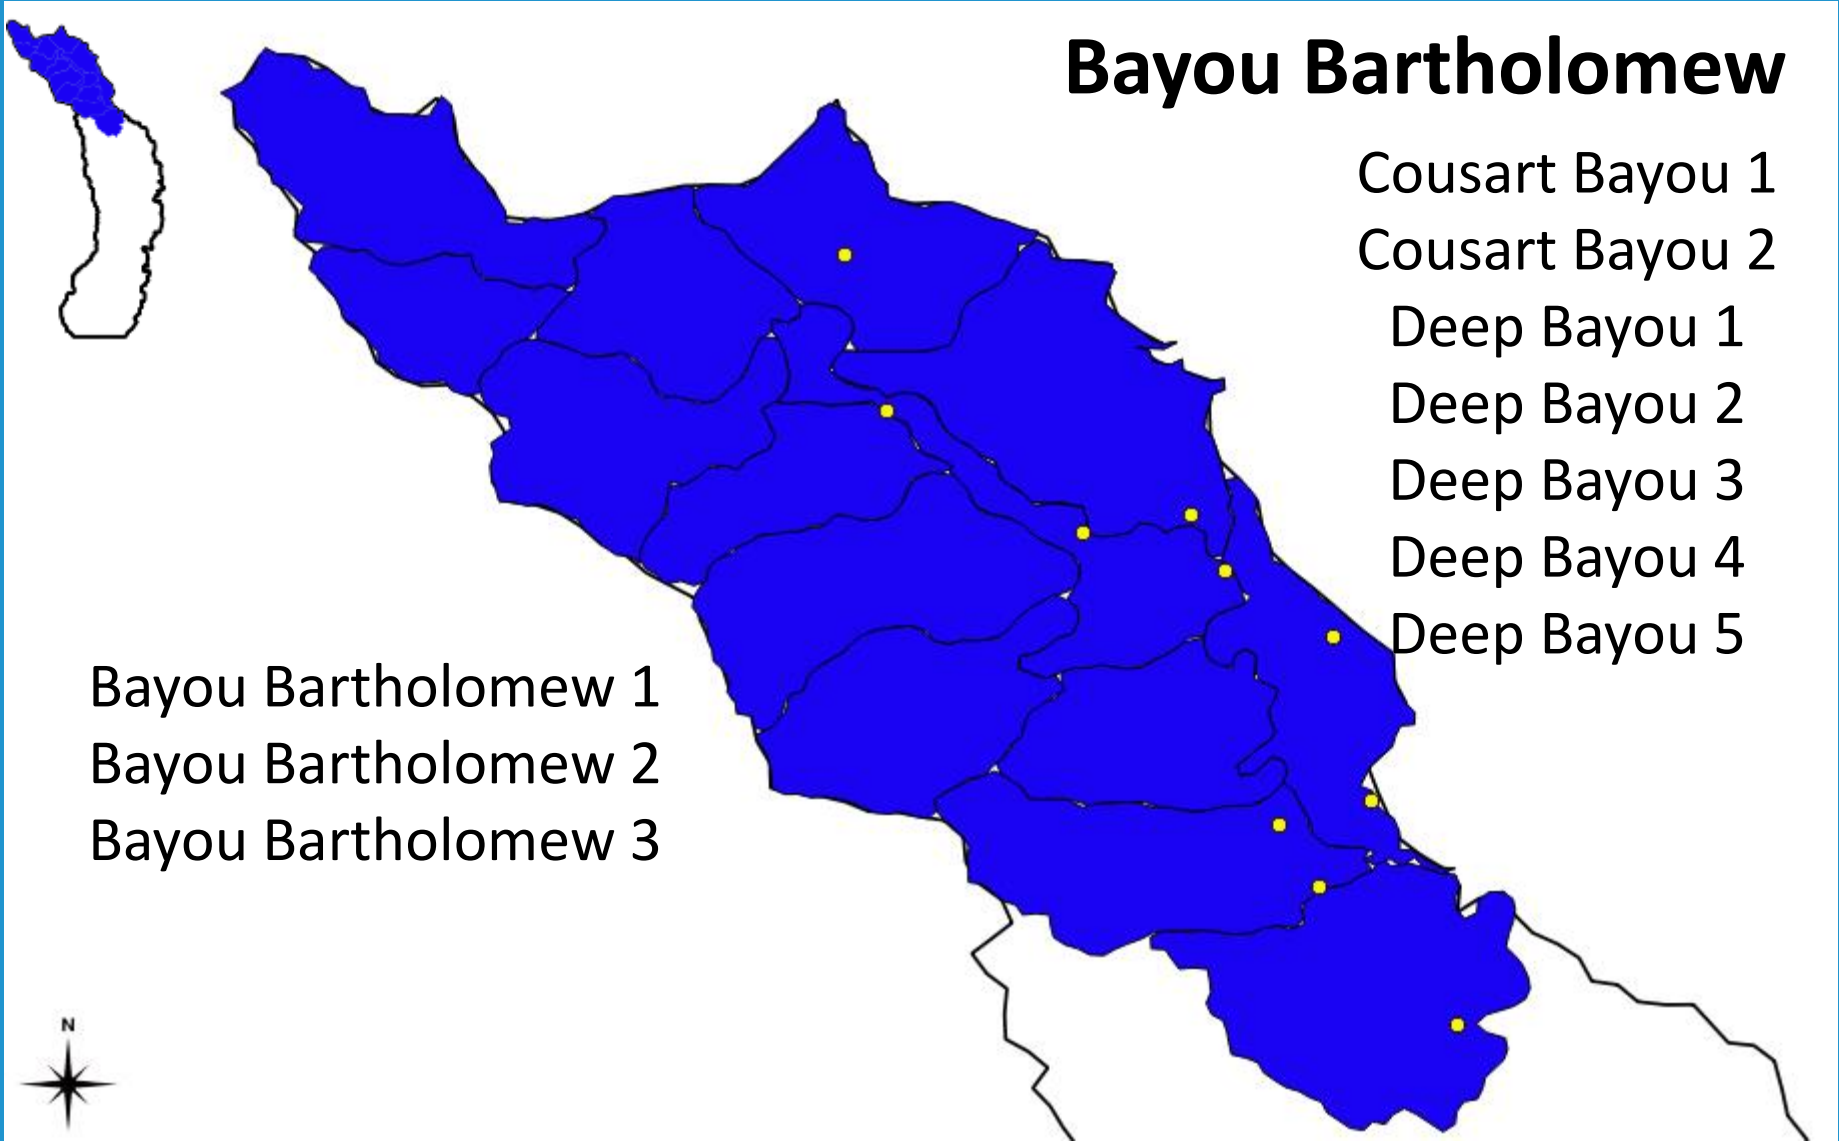 Bayou Bartholomew
Cousart Bayou 1
Cousart Bayou 2
Deep Bayou 1
Deep Bayou 2
Deep Bayou 3
Deep Bayou 4
Deep Bayou 5
Bayou Bartholomew 1
Bayou Bartholomew 2
Bayou Bartholomew 3
N